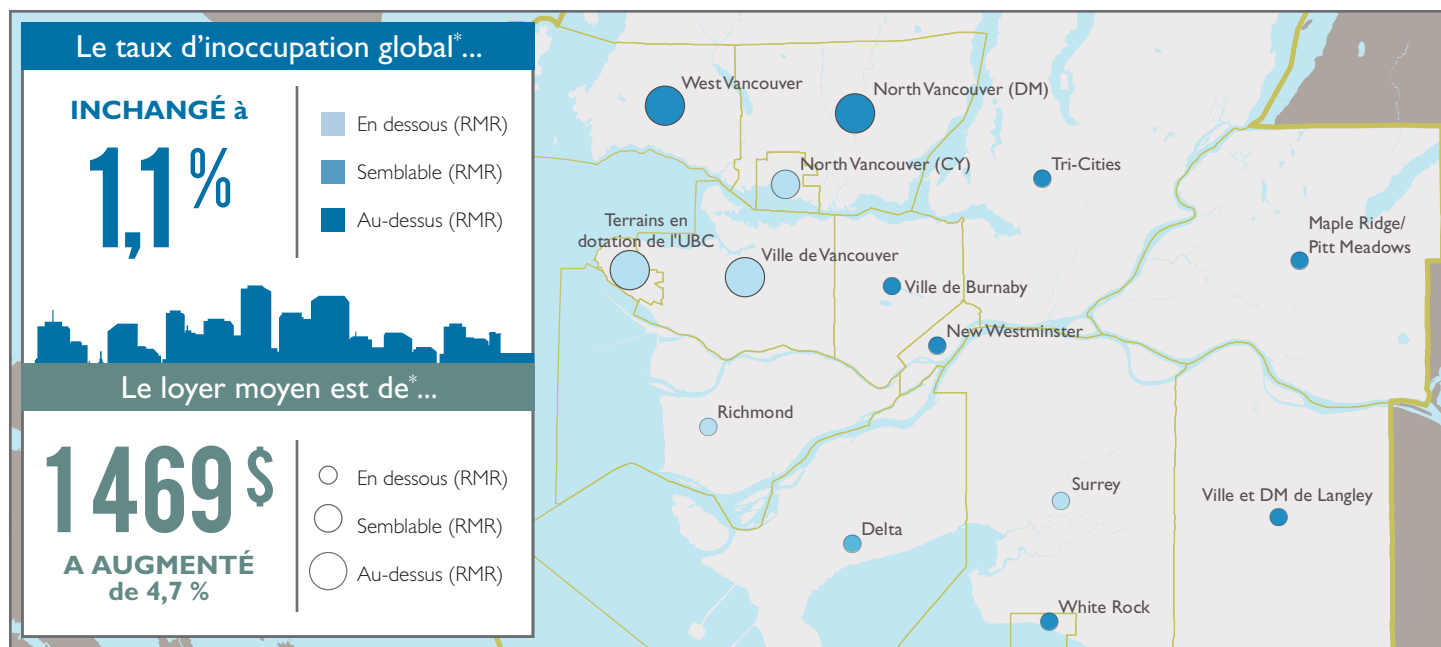 Le taux d'inoccupation global*...
INCHANGÉ à
1,1 %
En dessous (RMR)
Semblable (RMR)
Au-dessus (RMR)
Le loyer moyen est de*...
1469 $
A AUGMENTÉ
de 4,7 %
En dessous (RMR)
Semblable (RMR)
Au-dessus (RMR)
West Vancouver
North Vancouver (DM)
North Vancouver (CY)
Tri-Cities
Terrains en
dotation de l'UBC
Ville de Vancouver
Maple Ridge/
Pitt Meadows
Ville de Burnaby
New Westminster
Richmond
Surrey
Ville et DM de Langley
Delta
White Rock